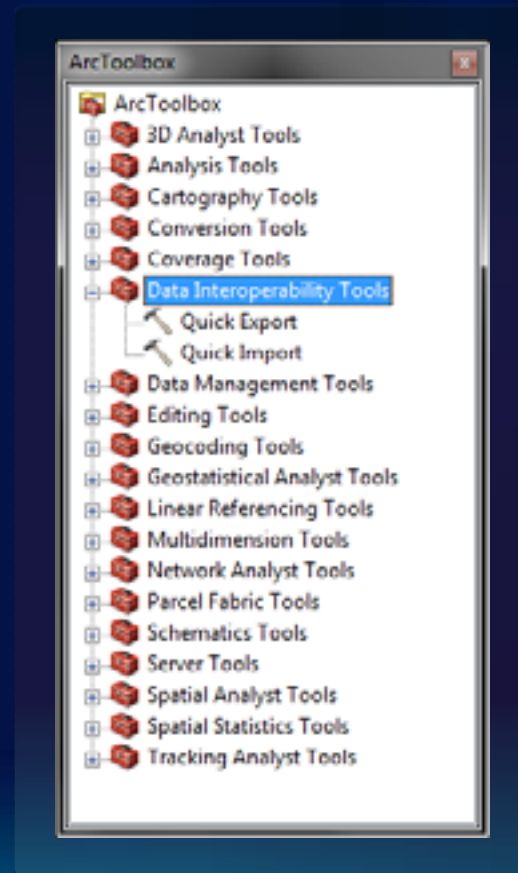 ArcToolbox
ArcToolbox
3D Analyst Tools
Analysis Tools
Cartography Tools
Conversion Tools
Coverage Tools
Data Interoperability Tools
Quick Export
Quick Import
Data Management Tools
Editing Tools
Geocoding Tools
Geostatistical Analyst Tools
Linear Referencing Tools
Multidimension Tools
Network Analyst Tools
Parcel Fabric Tools
Schematics Tools
Server Tools
Spatial Analyst Tools
Spatial Statistics Tools
Tracking Analyst Tools